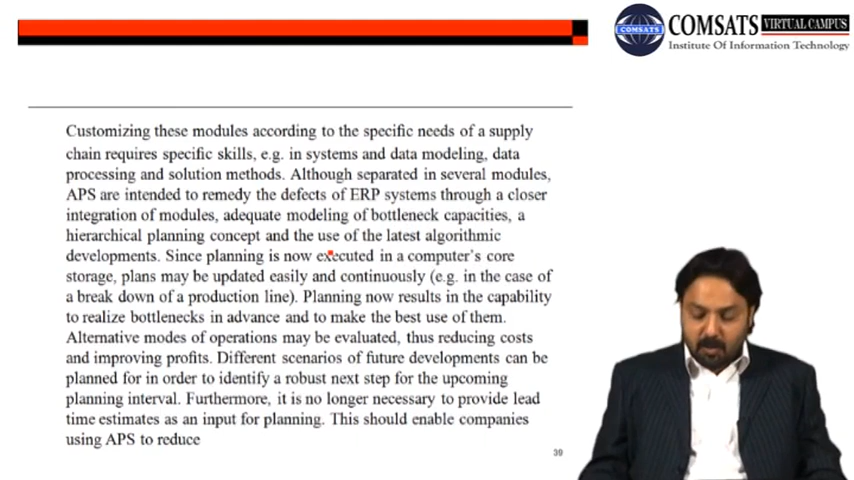 COMSATS
COMSATS VIRTUAL CAMPUS
Institute Of Information Technology
Customizing these modules according to the specific needs of a supply
chain requires specific skills, e.g. in systems and data modeling, data
processing and solution methods. Although separated in several modules,
APS are intended to remedy the defects of ERP systems through a closer
integration of modules, adequate modeling of bottleneck capacities, a
hierarchical planning concept and the use of the latest algorithmic
developments. Since planning is now executed in a computer's core
storage, plans may be updated easily and continuously (e.g. in the case of
a break down of a production line). Planning now results in the capability
to realize bottlenecks in advance and to make the best use of them.
Alternative modes of operations may be evaluated, thus reducing costs
and improving profits. Different scenarios of future developments can be
planned for in order to identify a robust next step for the upcoming
planning interval. Furthermore, it is no longer necessary to provide lead
time estimates as an input for planning. This should enable companies
using APS to reduce
39